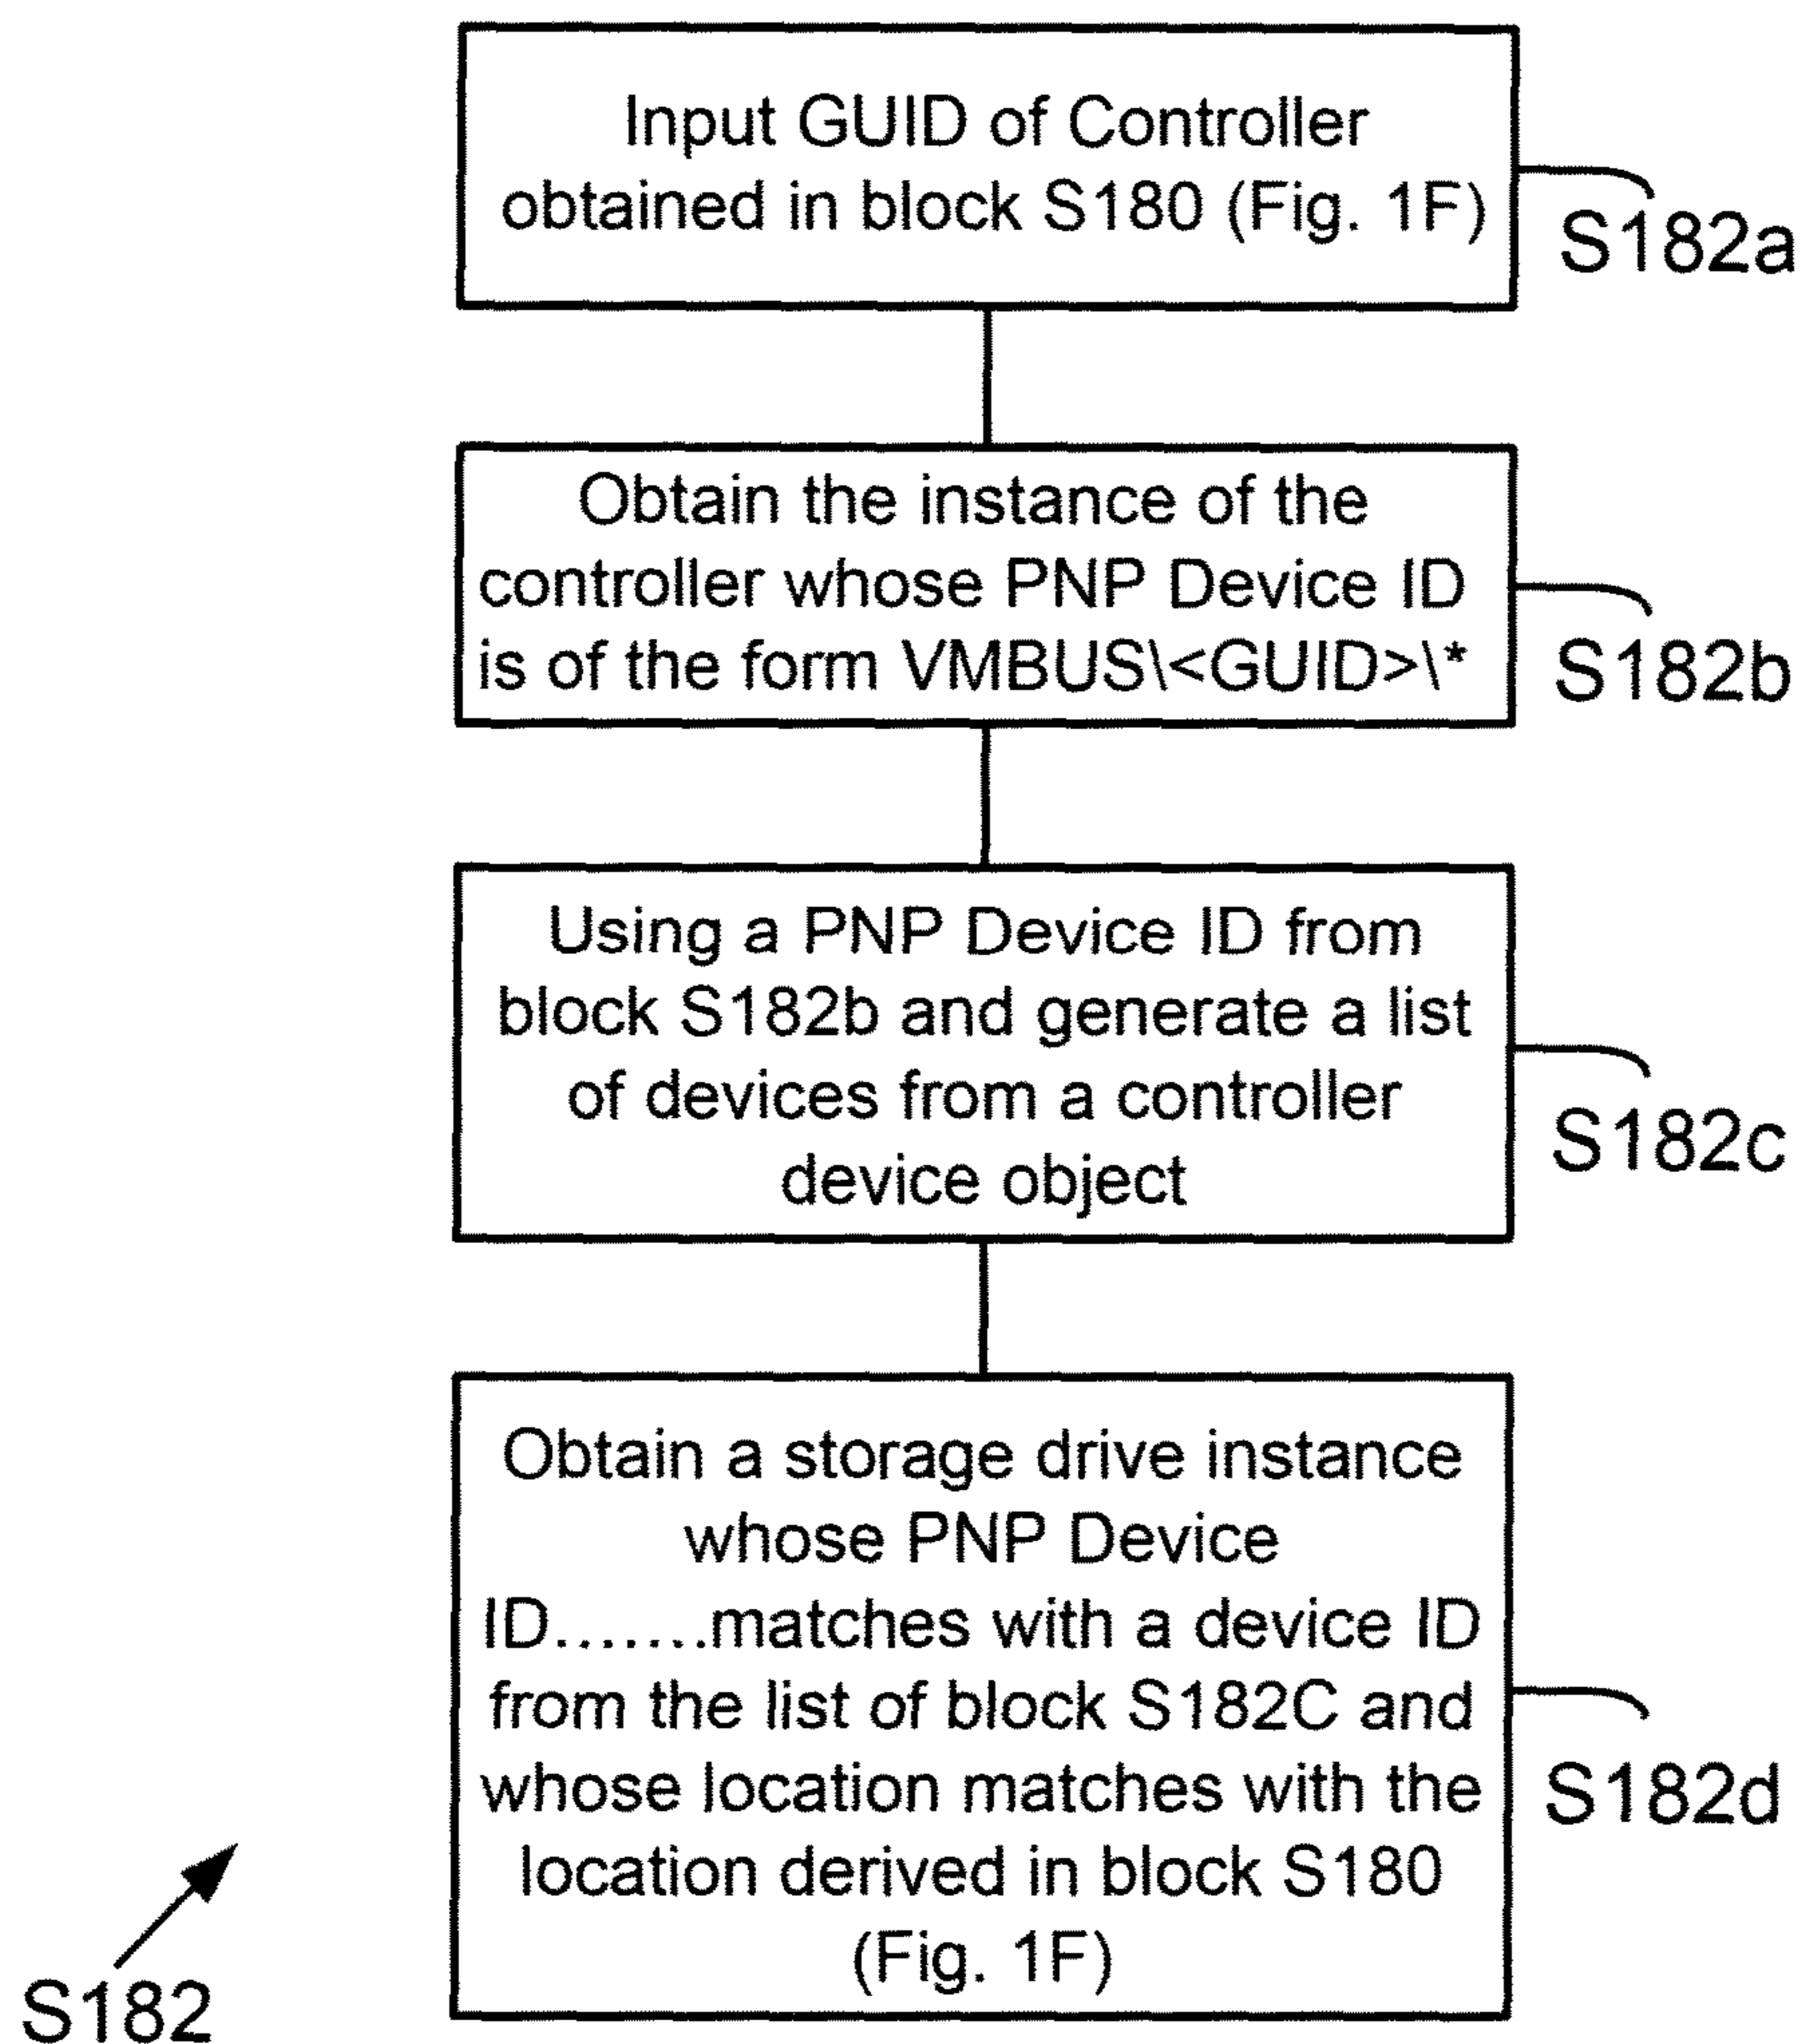 Input GUID of Controller
obtained in block S180 (Fig. 1F)
S182a
Obtain the instance of the
controller whose PNP Device ID
is of the form VMBUS\<GUID>\*
S182b
Using a PNP Device ID from
block S182b and generate a list
of devices from a controller
device object
S182c
Obtain a storage drive instance
whose PNP Device
ID.......matches with a device ID
from the list of block S182C and
whose location matches with the
location derived in block S180
(Fig. 1F)
S182d
S182